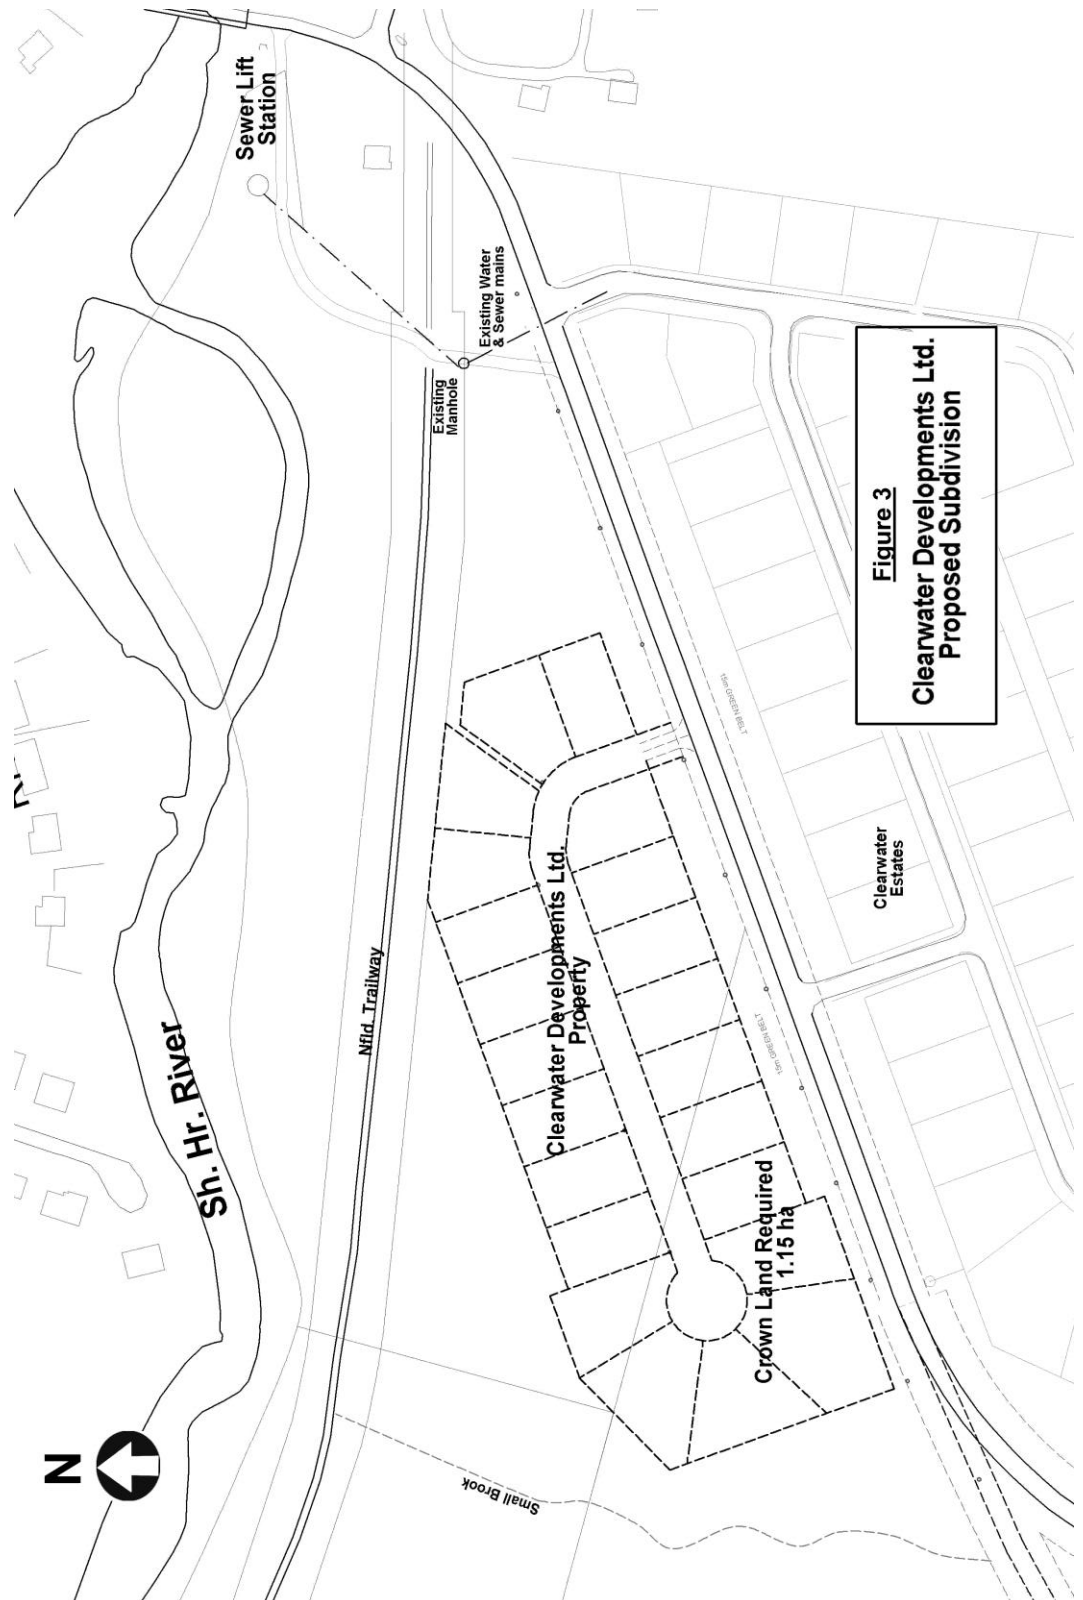 Sewer Lift
Station
Existing Water
& Sewer mains
Existing
Manhole
Figure 3
Clearwater Developments Ltd.
Proposed Subdivision
15m GREEN BELT
Clearwater
Estates
Nfld. Trailway
Clearwater Developments Ltd.
Property
15m GREEN BELT
Sh. Hr. River
Crown Land Required
1.15 ha
Small Brook
N